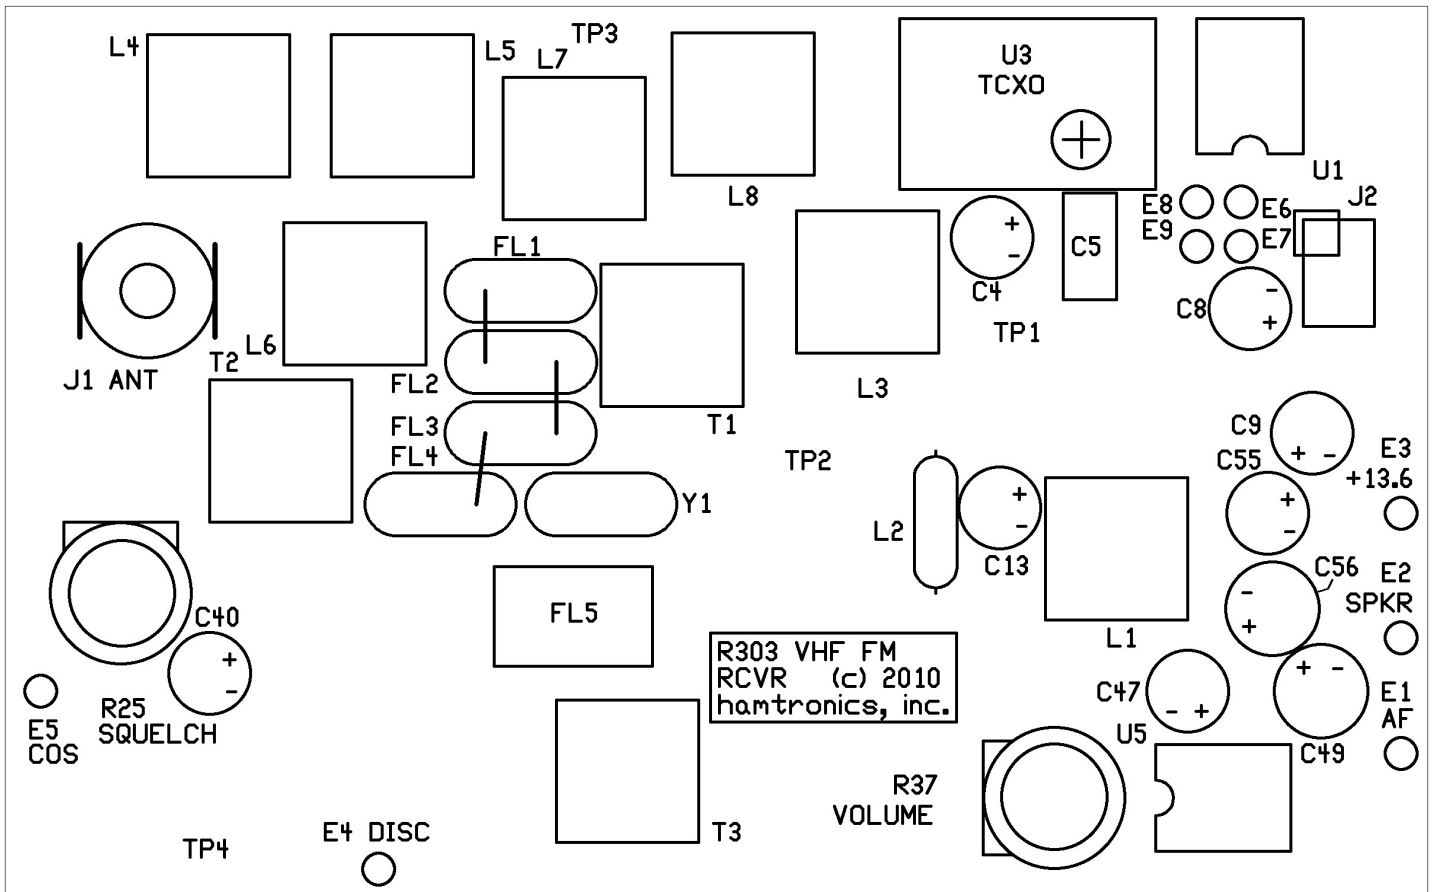 L4
L5
TP3
L7
L8
U3
TCXO
U1
J2
E8
E6
E9
E7
FL1
+
-
C5
C4
C8
-
+
TP1
L6
T2
J1 ANT
FL2
FL3
FL4
T1
L3
TP2
C9
+ -
E3
+13.6
C55
+
-
Y1
L2
+
-
C13
C56
E2
SPKR
-
+
FL5
L1
C40
+
-
R303 VHF FM
RCVR (c) 2010
hamtronics, inc.
C47
- +
+ -
E1
AF
C49
R25
SQUELCH
E5
COS
U5
R37
VOLUME
T3
E4 DISC
TP4